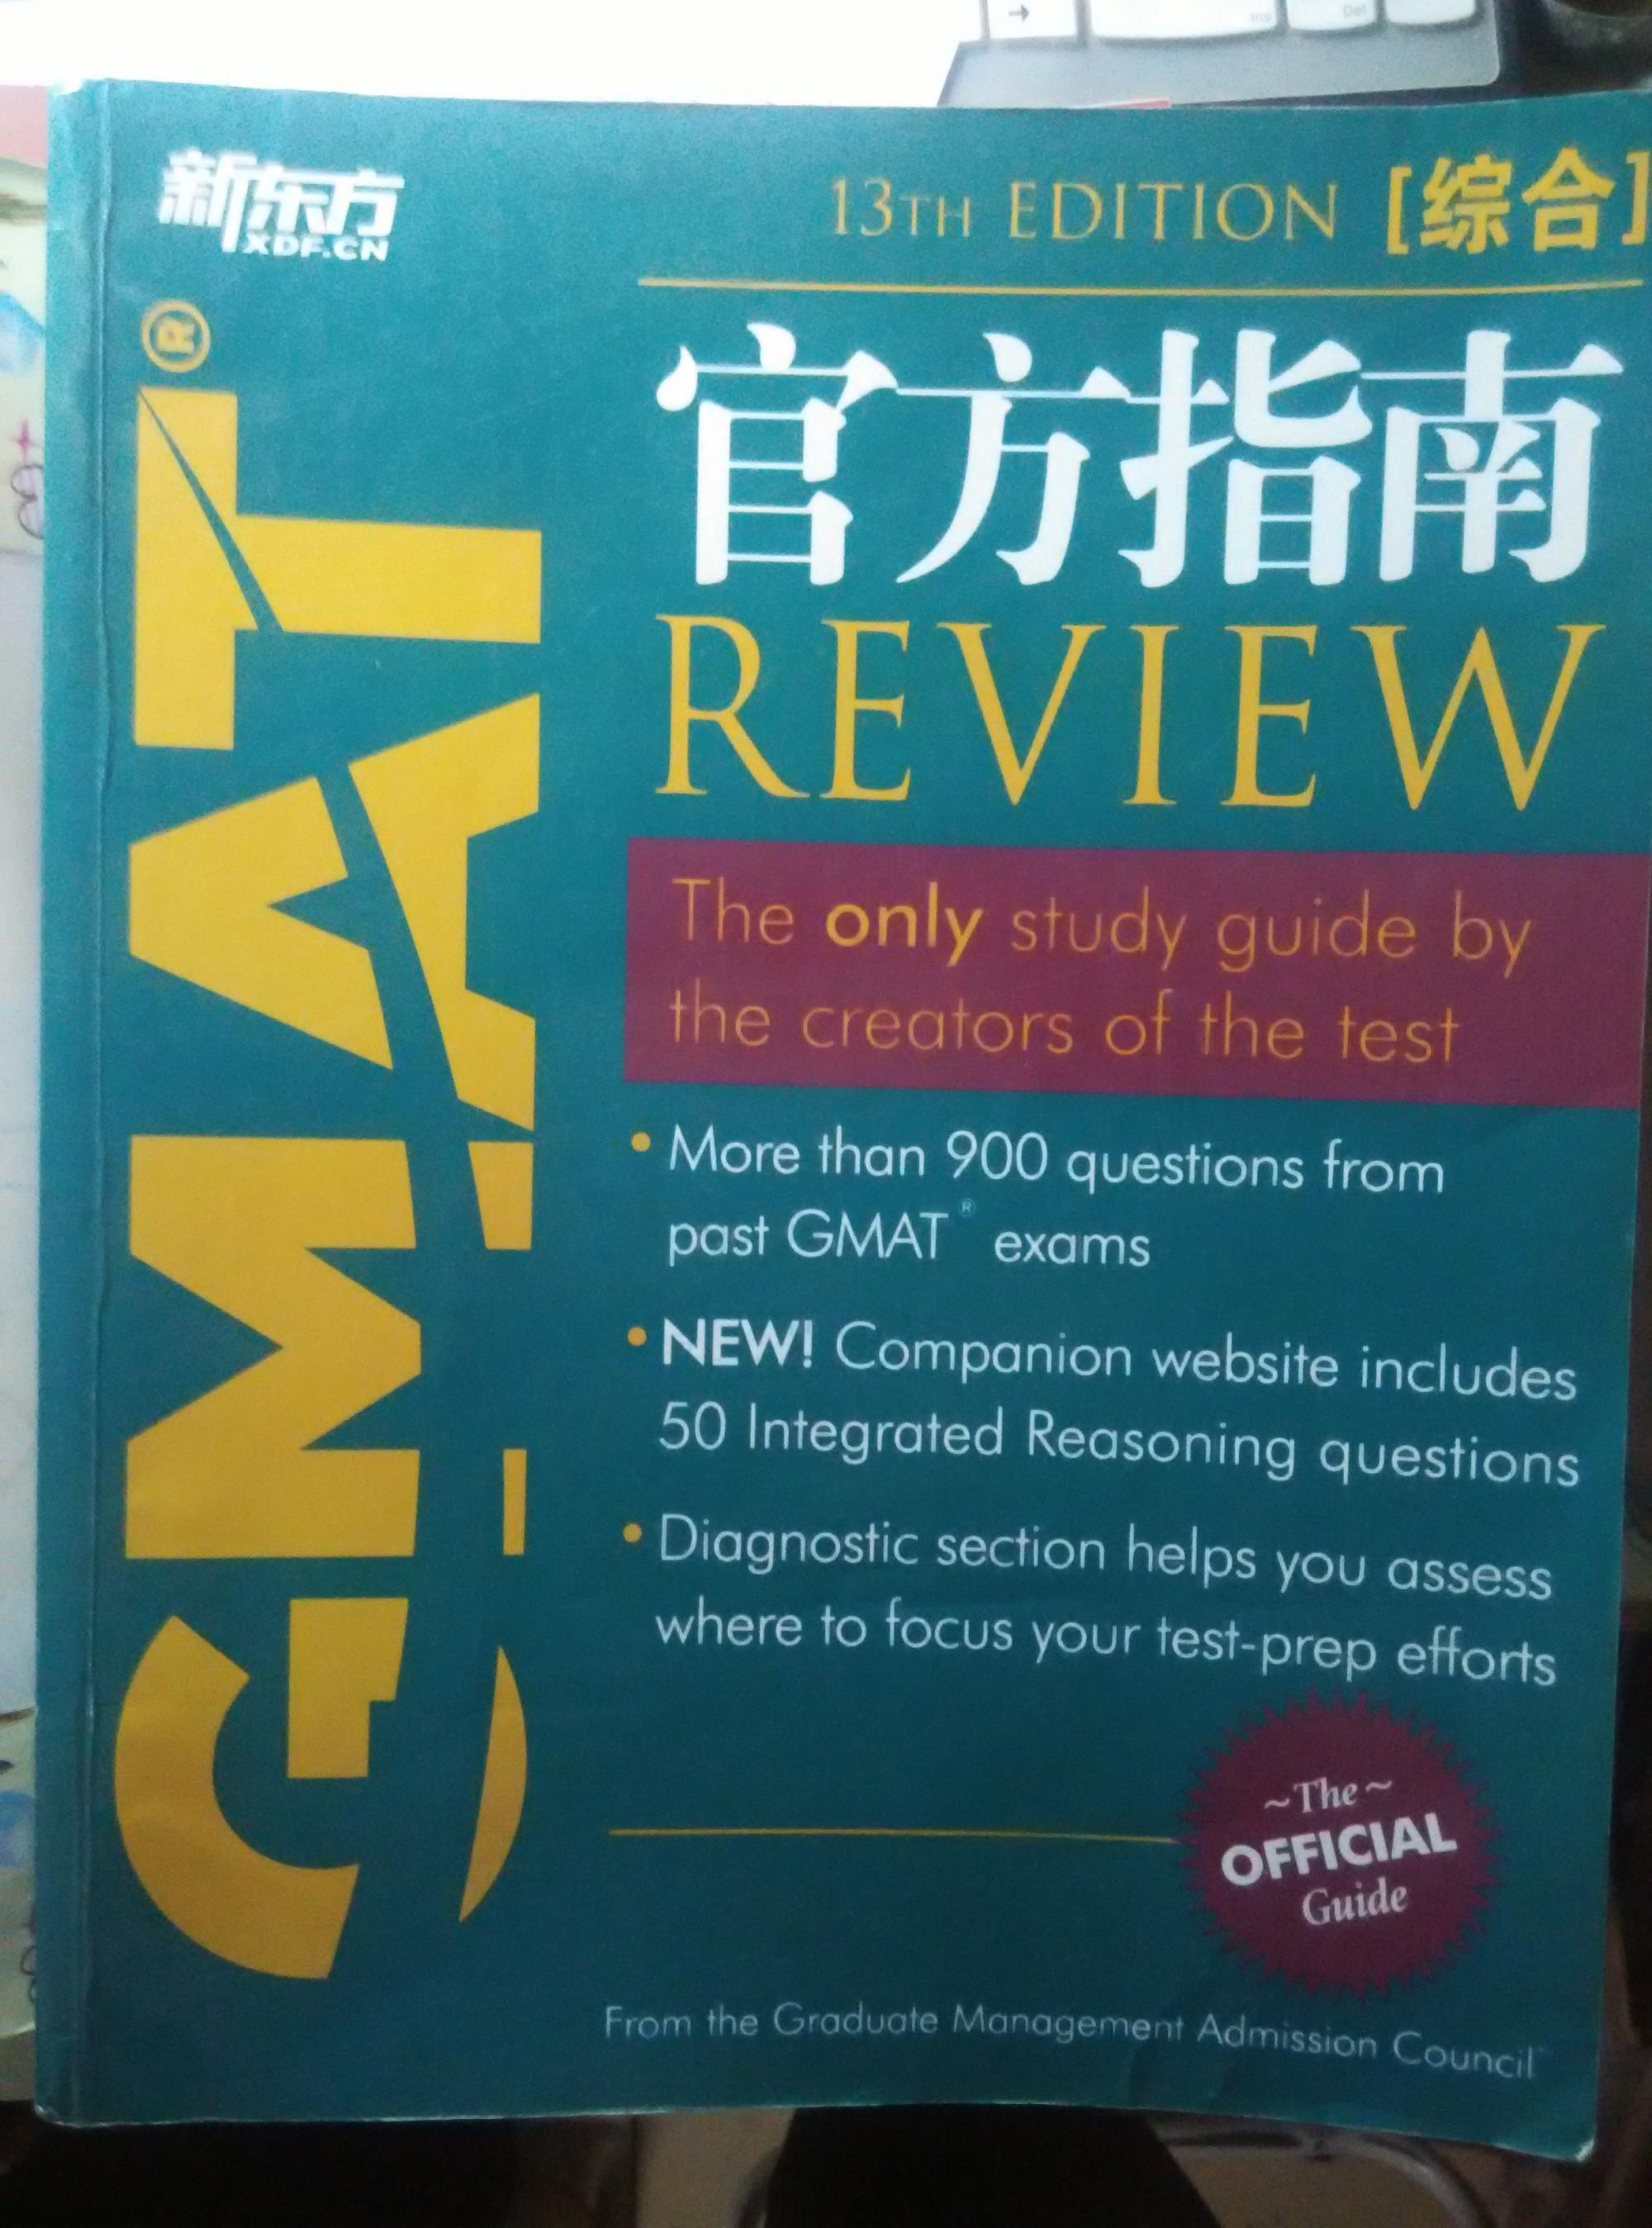 新东方
XDF.CN
13TH EDITION [综合]
GMAT®
官方指南
REVIEW
The only study guide by
the creators of the test
• More than 900 questions from
past GMAT® exams
• NEW! Companion website includes
50 Integrated Reasoning questions
• Diagnostic section helps you assess
where to focus your test-prep efforts
~The~
OFFICIAL
Guide
From the Graduate Management Admission Council™
→
Ins
Del